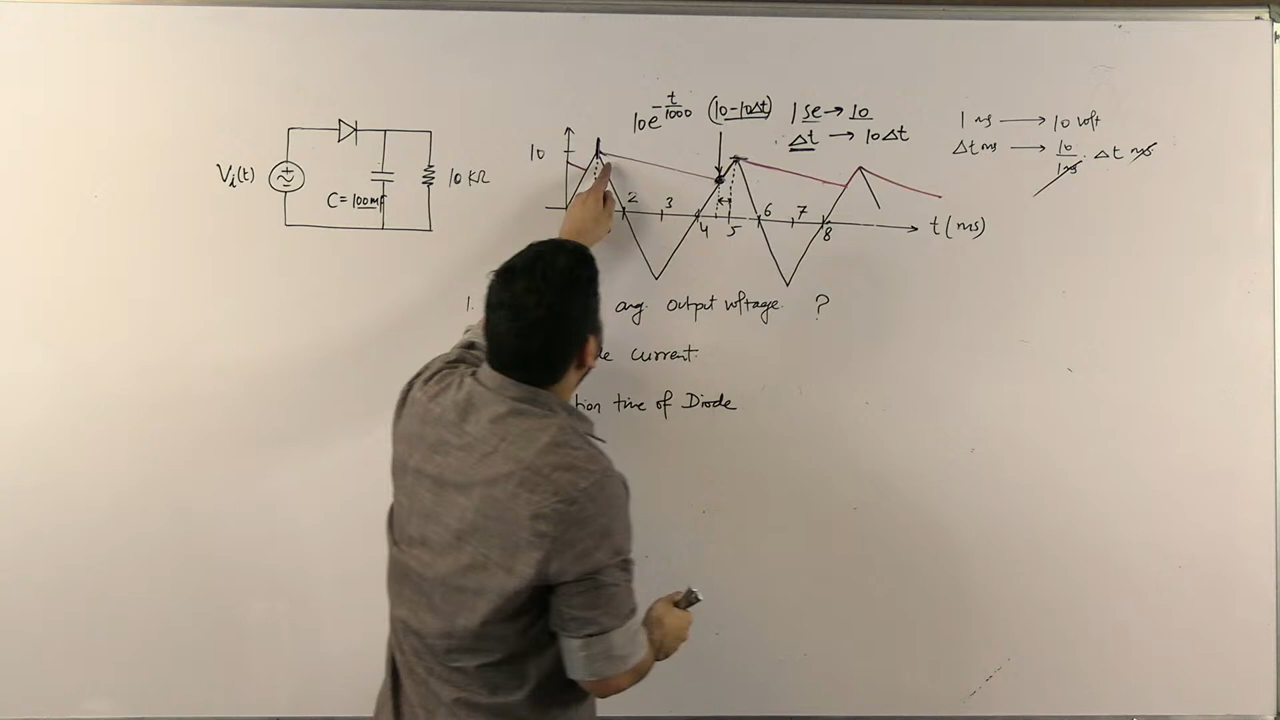 Vi(t)
C = 100mF
10 KΩ
10e^(-t/1000) (10-10Δt)
1 se → 10
Δt → 10Δt
1 ms → 10 volt
Δt ms → 10/1ms . Δt ms
10
2 3 4 5 6 7 8
t (ms)
1. avg. output voltage. ?
current.
time of Diode